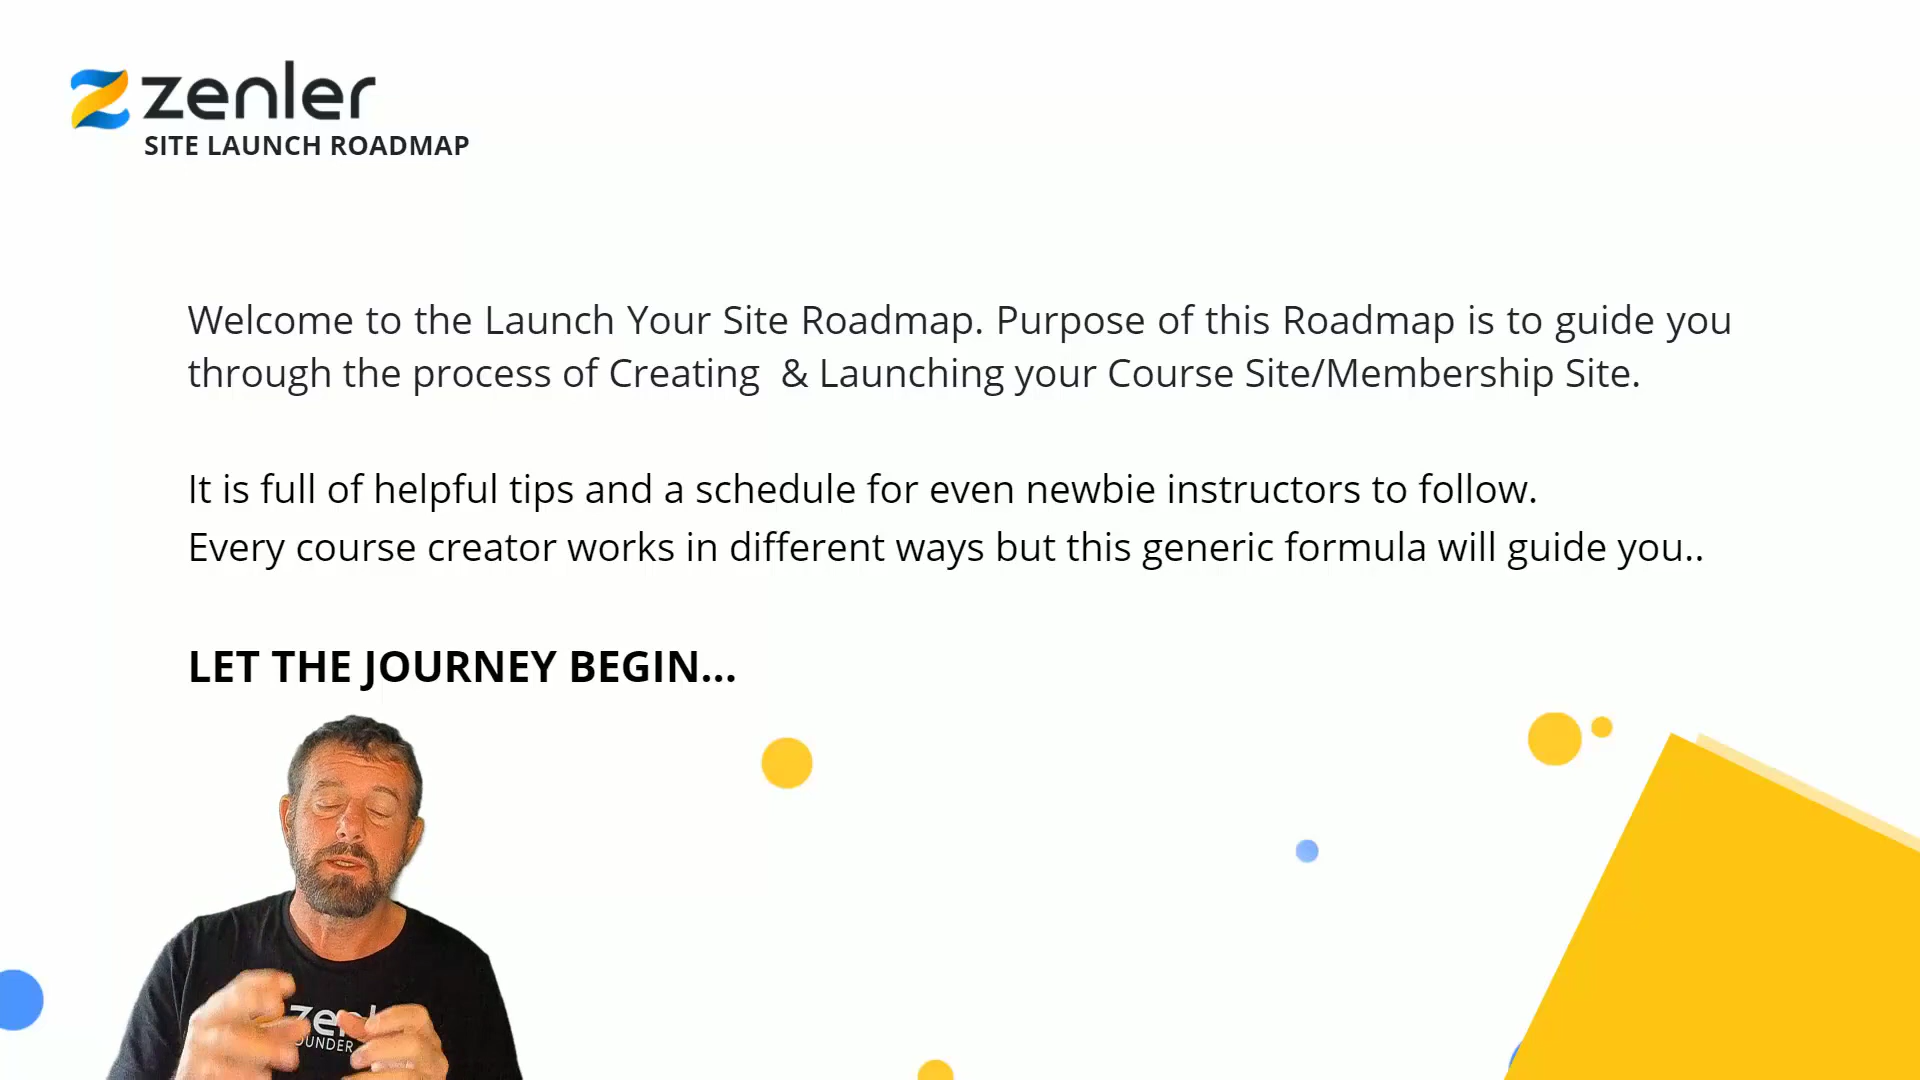 zenler
SITE LAUNCH ROADMAP
Welcome to the Launch Your Site Roadmap. Purpose of this Roadmap is to guide you
through the process of Creating & Launching your Course Site/Membership Site.
It is full of helpful tips and a schedule for even newbie instructors to follow.
Every course creator works in different ways but this generic formula will guide you..
LET THE JOURNEY BEGIN...